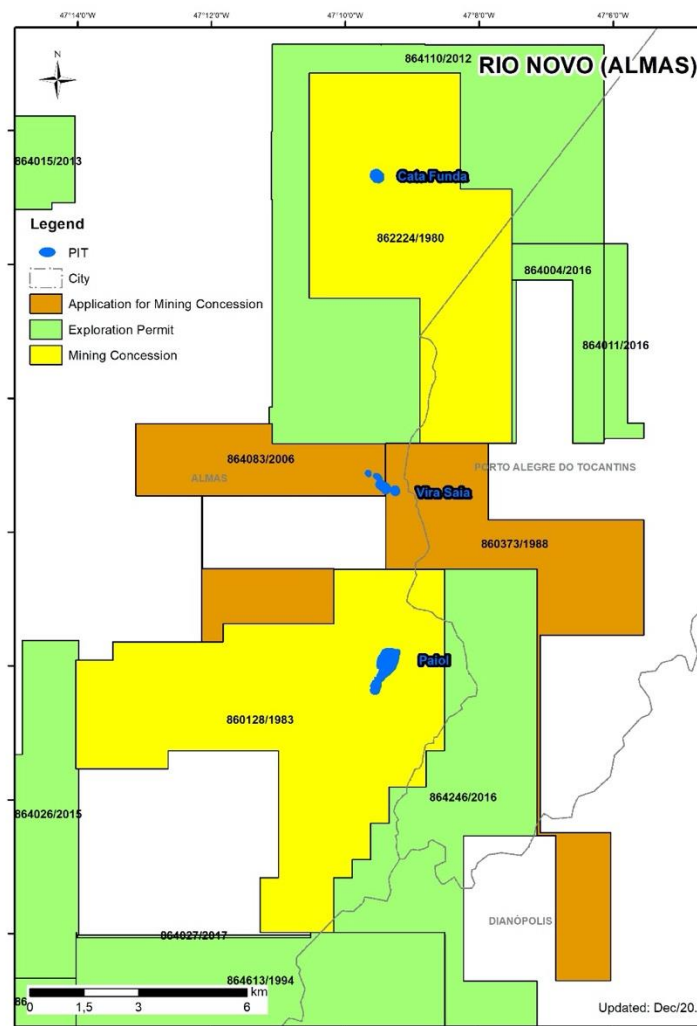 47°14'0"W 47°12'0"W 47°10'0"W 47°8'0"W 47°6'0"W
N
864110/2012
RIO NOVO (ALMAS)
864015/2013
Cata Funda
Legend
PIT
City
Application for Mining Concession
Exploration Permit
Mining Concession
862224/1980
864004/2016
864011/2016
864083/2006
ALMAS
PORTO ALEGRE DO TOCANTINS
Vira Saia
860373/1988
Paiol
860128/1983
864246/2016
864026/2015
DIANÓPOLIS
864027/2017
864613/1994
86
km
0 1,5 3 6
Updated: Dec/20.